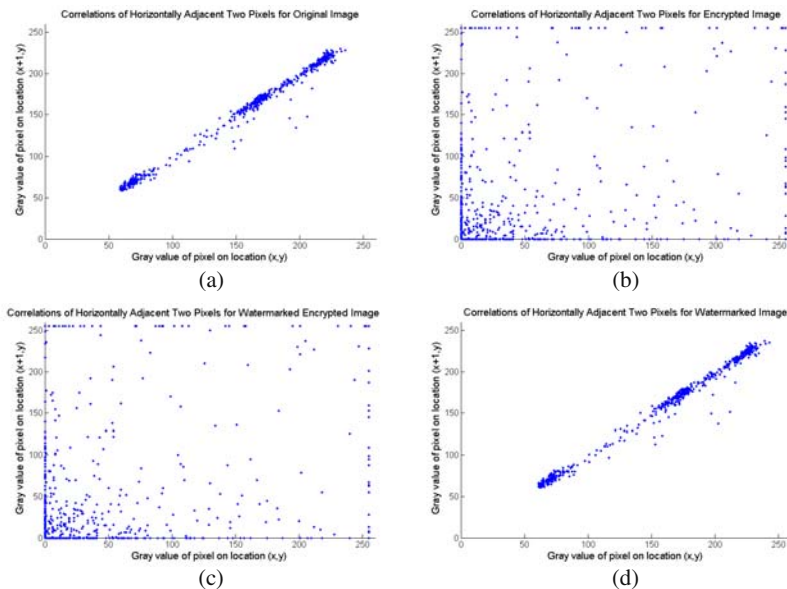 Correlations of Horizontally Adjacent Two Pixels for Original Image
Gray value of pixel on location (x+1,y)
250
200
150
100
50
0
0 50 100 150 200 250
Gray value of pixel on location (x,y)
(a)
Correlations of Horizontally Adjacent Two Pixels for Encrypted Image
Gray value of pixel on location (x+1,y)
250
200
150
100
50
0
0 50 100 150 200 250
Gray value of pixel on location (x,y)
(b)
Correlations of Horizontally Adjacent Two Pixels for Watermarked Encrypted Image
Gray value of pixel on location (x+1,y)
250
200
150
100
50
0
0 50 100 150 200 250
Gray value of pixel on location (x,y)
(c)
Correlations of Horizontally Adjacent Two Pixels for Watermarked Image
Gray value of pixel on location (x+1,y)
250
200
150
100
50
0
0 50 100 150 200 250
Gray value of pixel on location (x,y)
(d)